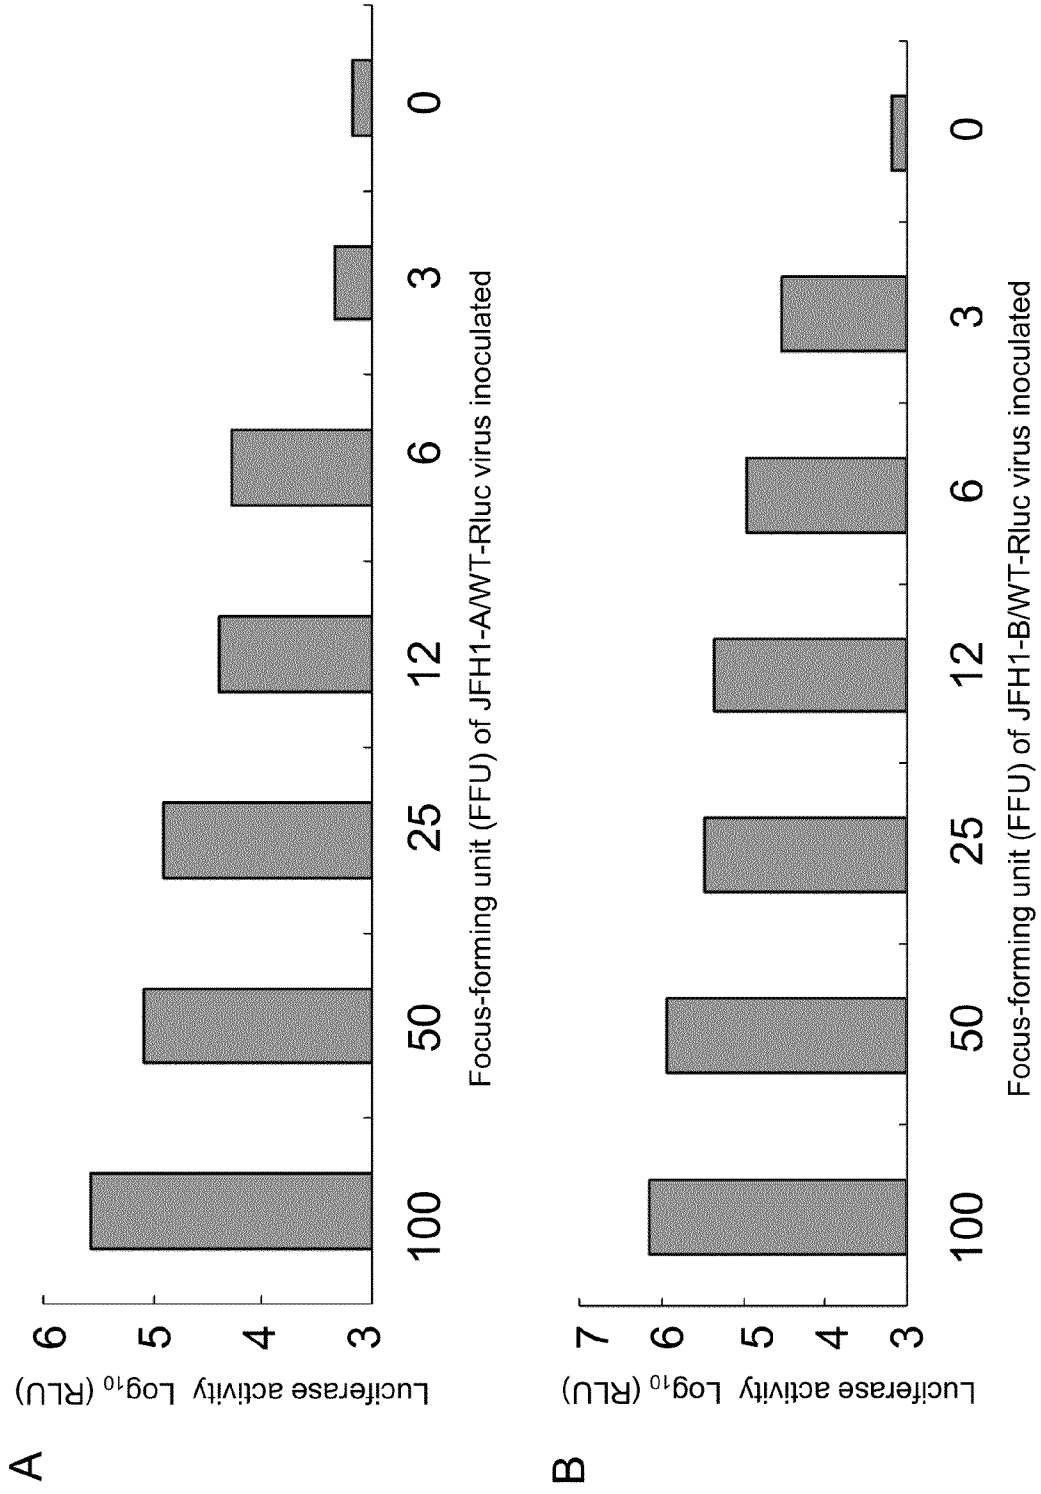 A
Luciferase activity Log10 (RLU)
6
5
4
3
100 50 25 12 6 3 0
Focus-forming unit (FFU) of JFH1-A/WT-Rluc virus inoculated
B
Luciferase activity Log10 (RLU)
7
6
5
4
3
100 50 25 12 6 3 0
Focus-forming unit (FFU) of JFH1-B/WT-Rluc virus inoculated